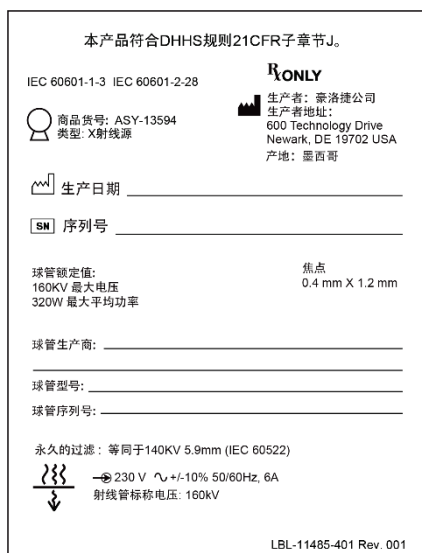 本产品符合DHHS规则21CFR子章节J。
IEC 60601-1-3 IEC 60601-2-28
RxONLY
商品货号: ASY-13594
类型: X射线源
生产者: 豪洛捷公司
生产者地址:
600 Technology Drive
Newark, DE 19702 USA
产地: 墨西哥
生产日期
SN 序列号
球管额定值:
160KV 最大电压
320W 最大平均功率
焦点
0.4 mm X 1.2 mm
球管生产商:
球管型号:
球管序列号:
永久的过滤: 等同于140KV 5.9mm (IEC 60522)
230 V ∿ +/-10% 50/60Hz, 6A
射线管标称电压: 160kV
LBL-11485-401 Rev. 001